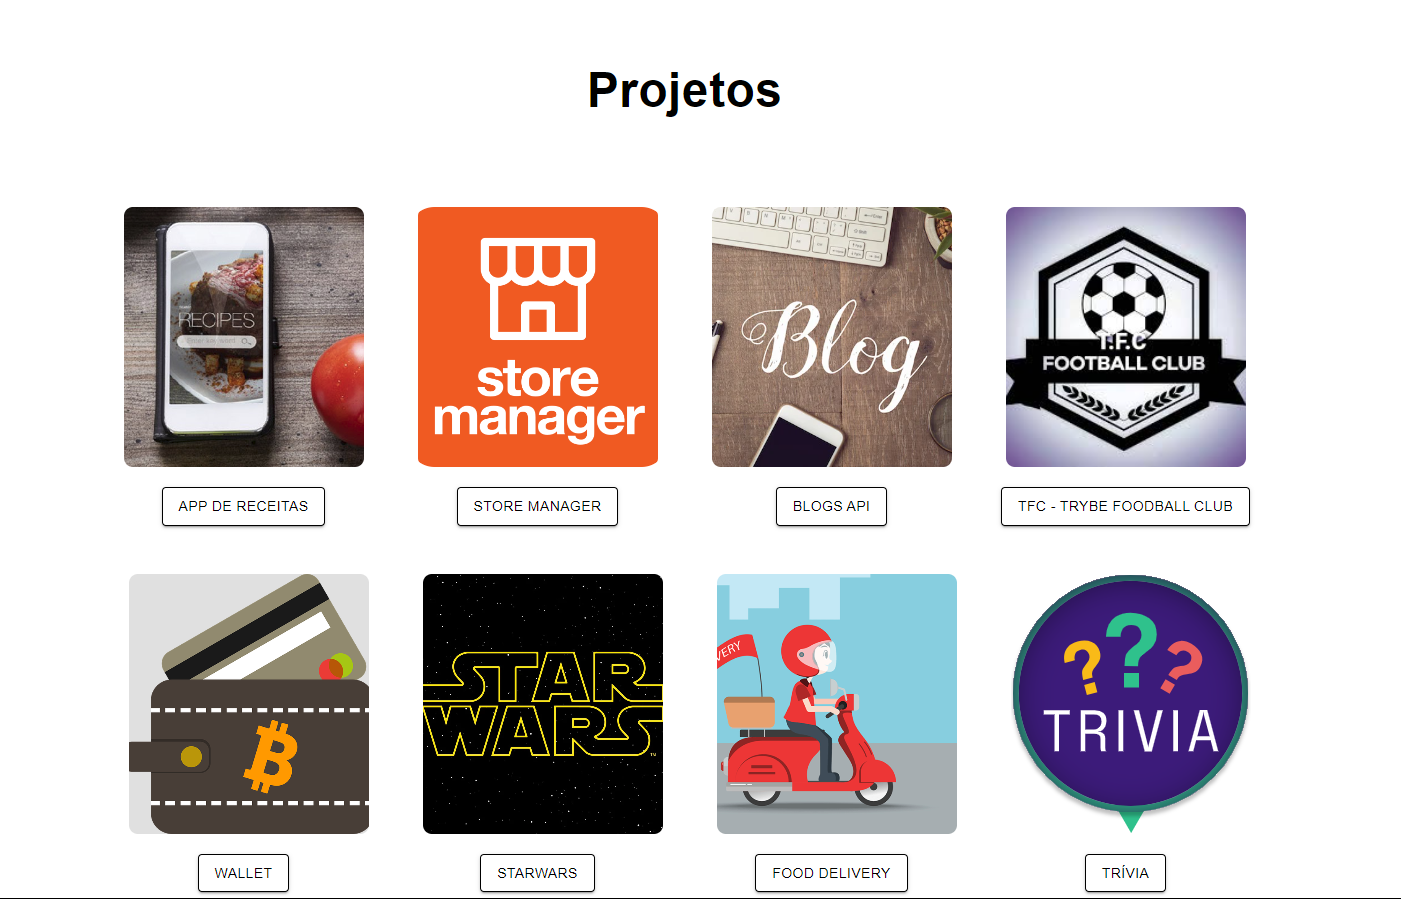 Projetos
RECIPES
store
manager
Blog
T.F.C
FOOTBALL CLUB
APP DE RECEITAS
STORE MANAGER
BLOGS API
TFC - TRYBE FOODBALL CLUB
STAR
WARS
VERY
???
TRIVIA
WALLET
STARWARS
FOOD DELIVERY
TRÍVIA